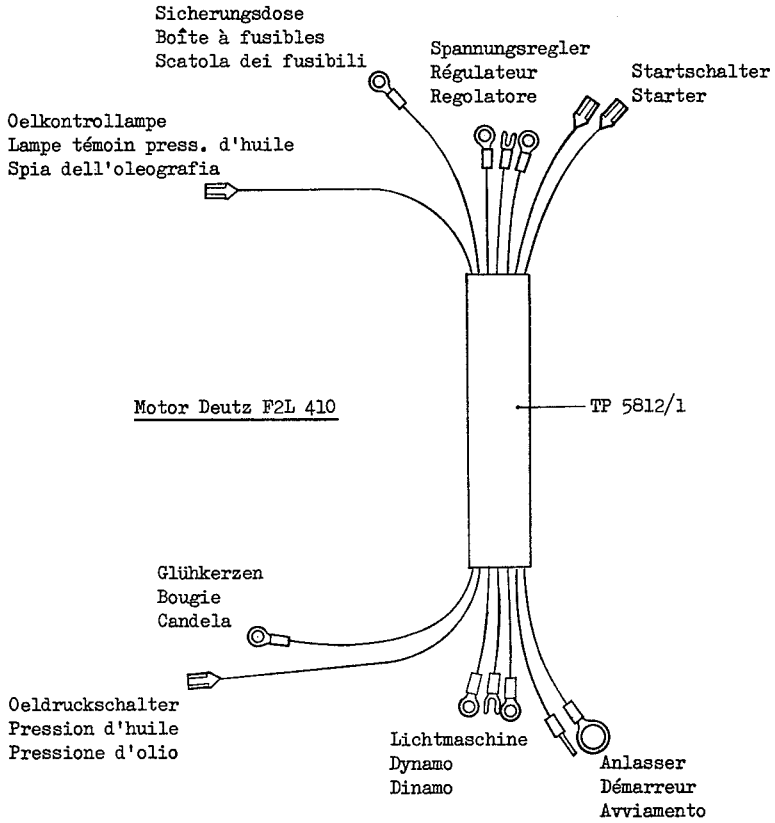 Sicherungsdose
Boîte à fusibles
Scatola dei fusibili
Spannungsregler
Régulateur
Regolatore
Startschalter
Starter
Oelkontrollampe
Lampe témoin press. d'huile
Spia dell'oleografia
Motor Deutz F2L 410
TP 5812/1
Glühkerzen
Bougie
Candela
Oeldruckschalter
Pression d'huile
Pressione d'olio
Lichtmaschine
Dynamo
Dinamo
Anlasser
Démarreur
Avviamento